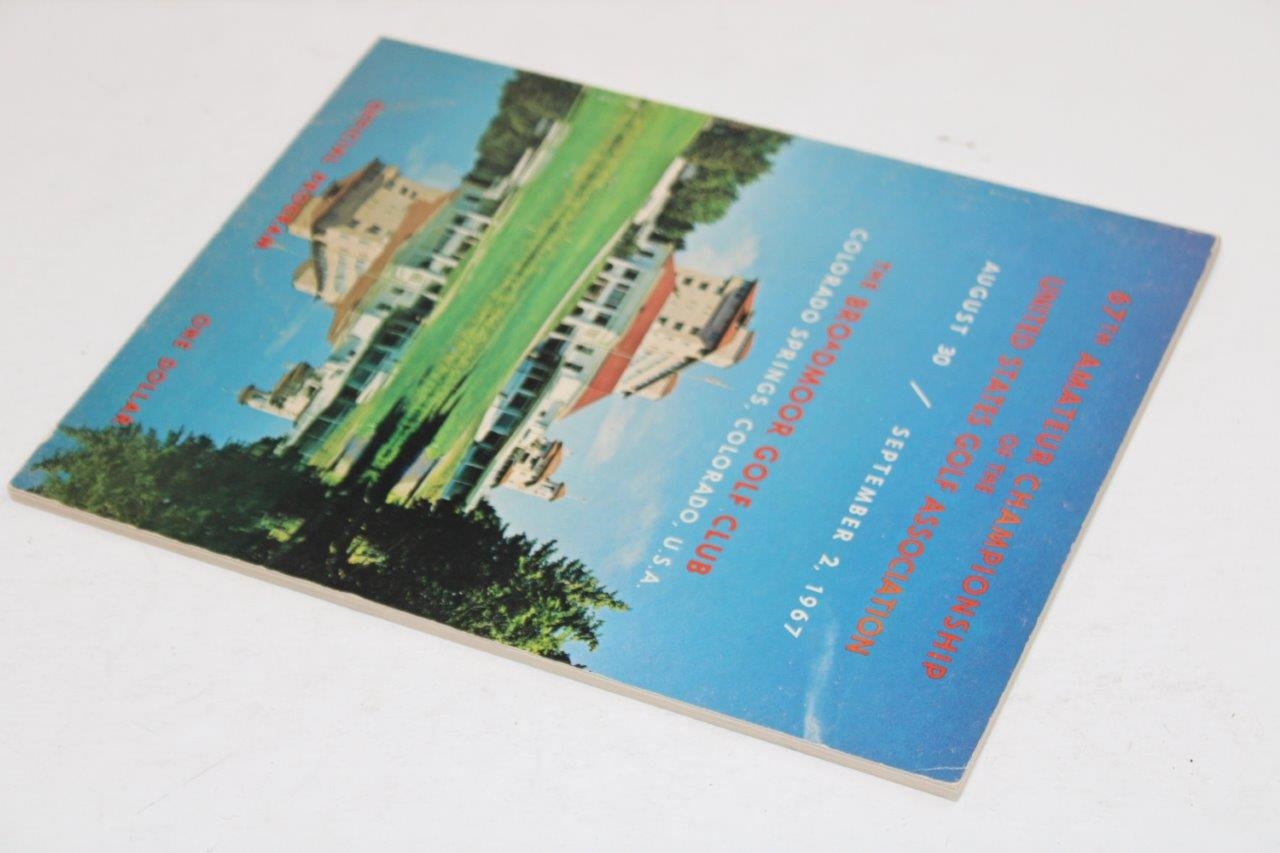 67TH AMATEUR CHAMPIONSHIP
OF THE
UNITED STATES GOLF ASSOCIATION
AUGUST 30 / SEPTEMBER 2, 1967
THE BROADMOOR GOLF CLUB
COLORADO SPRINGS, COLORADO, U.S.A.
OFFICIAL PROGRAM
ONE DOLLAR